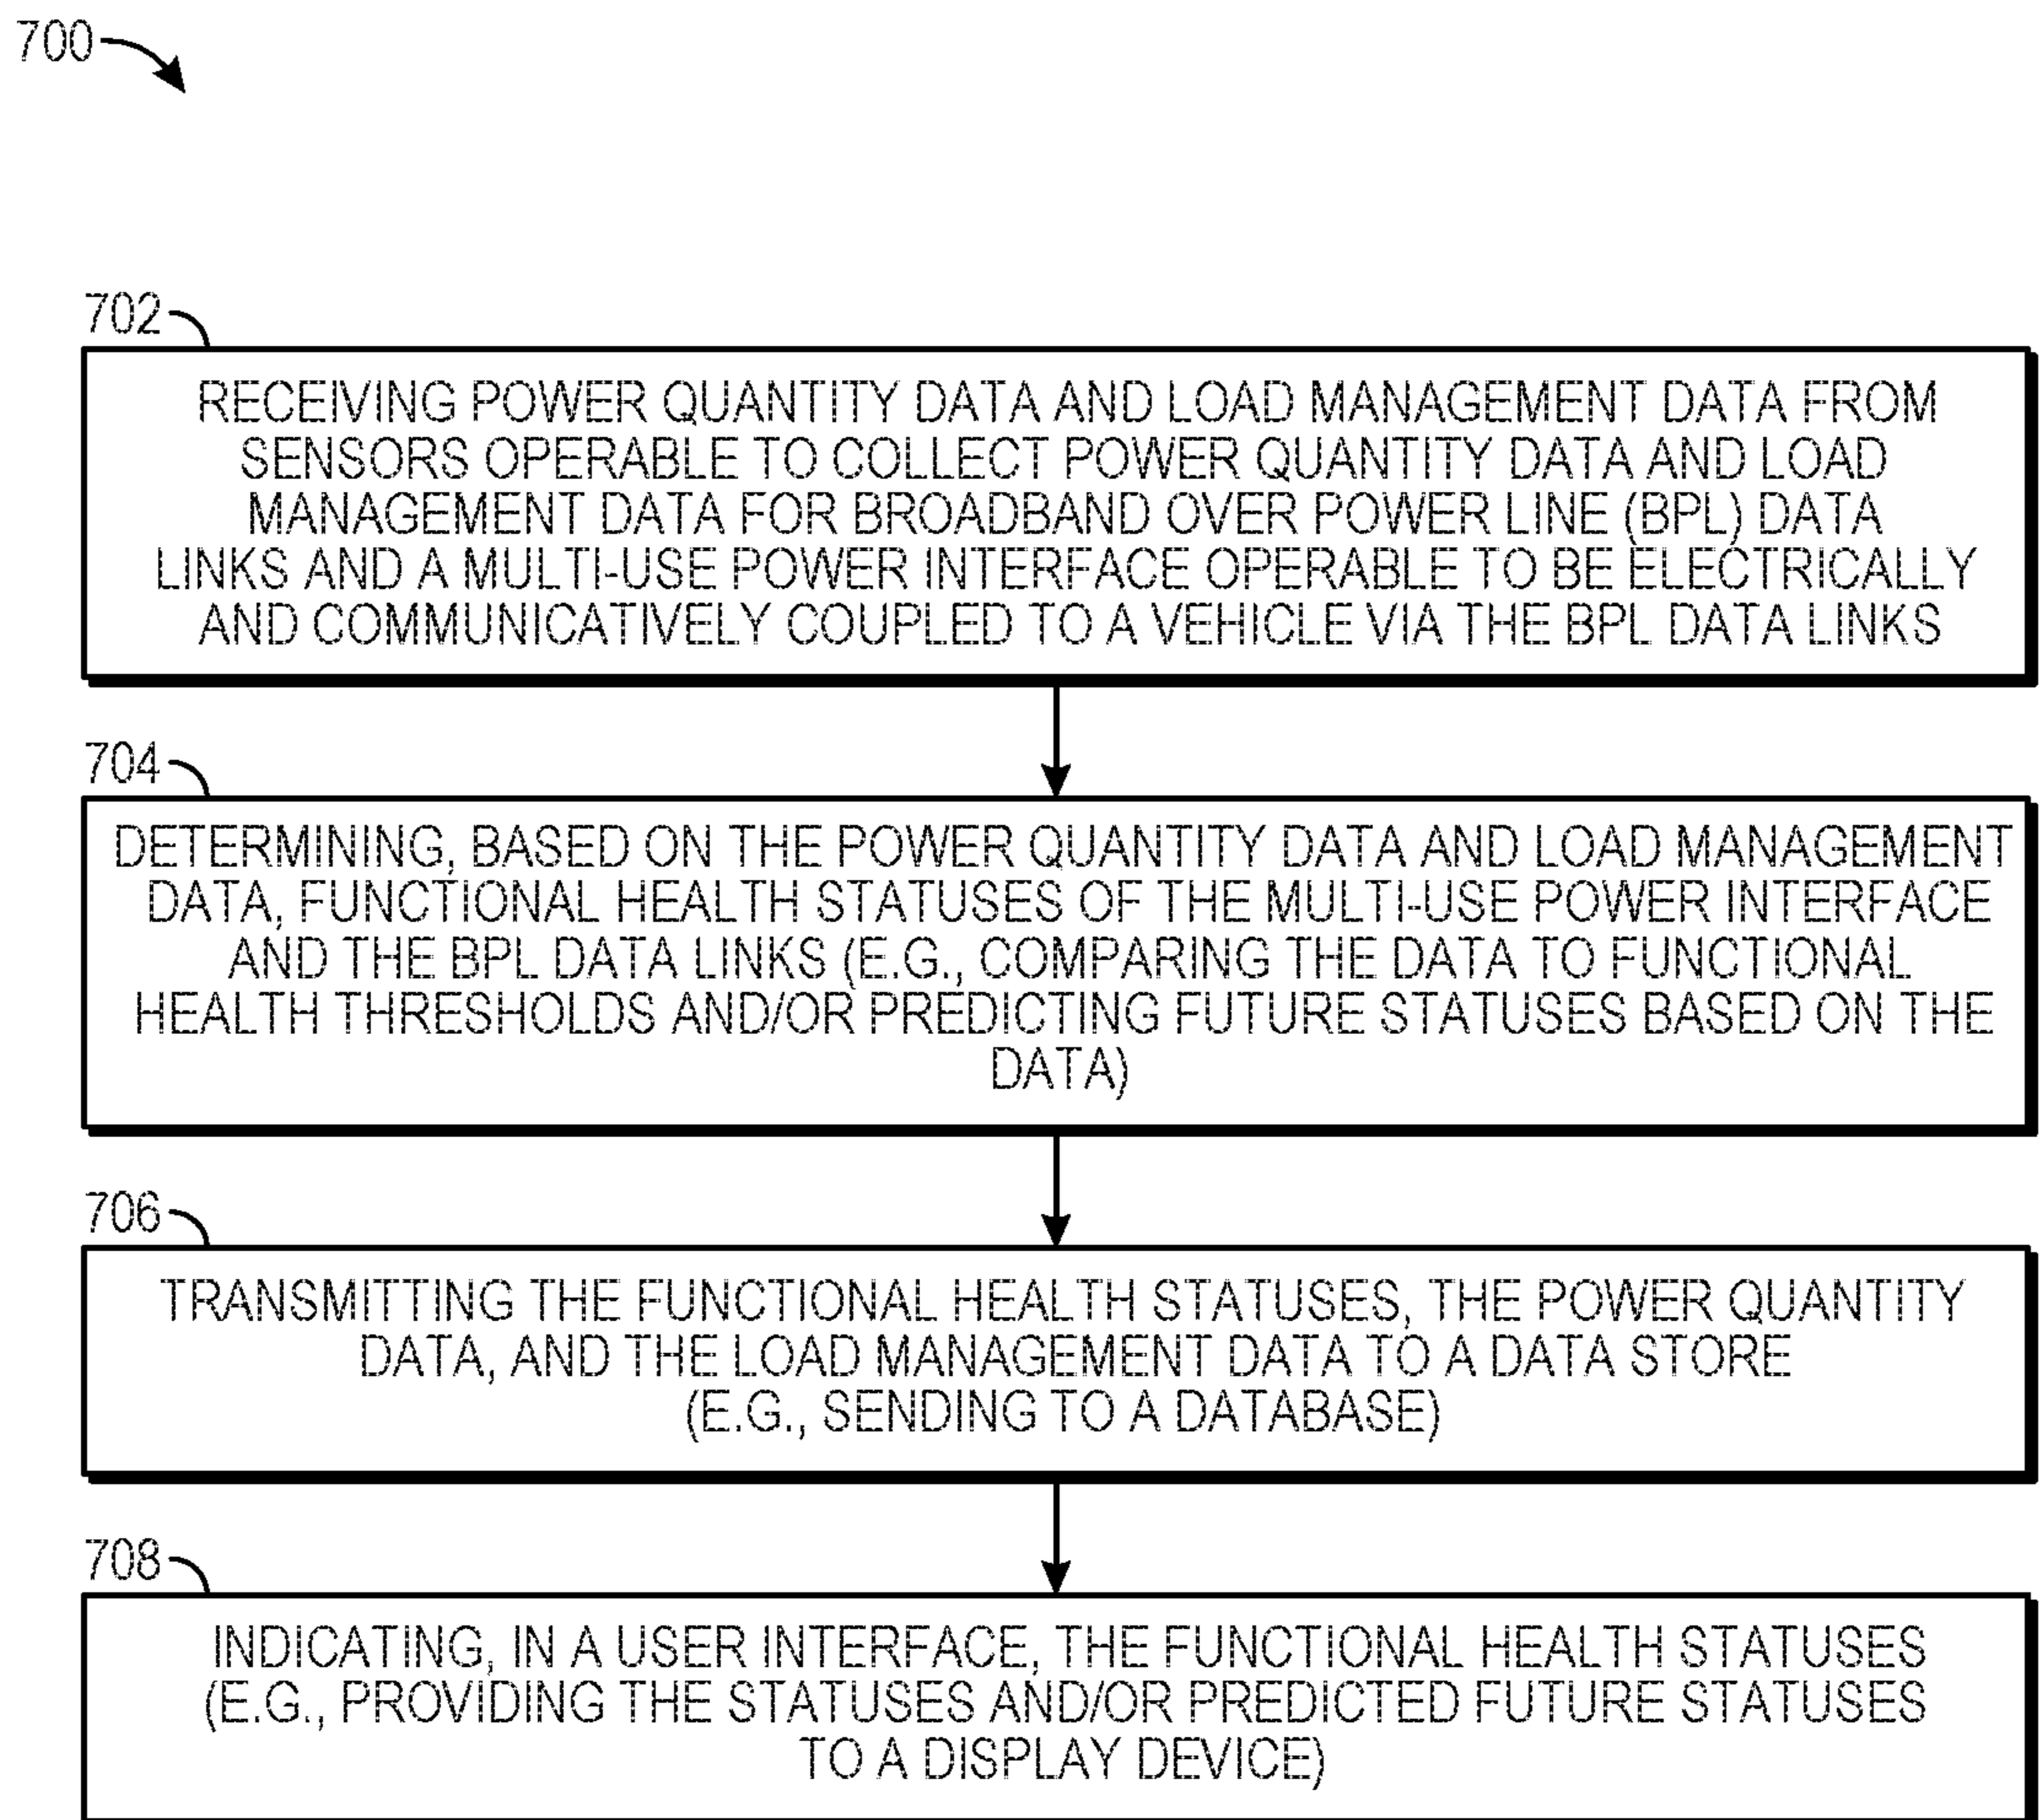 700
702
RECEIVING POWER QUANTITY DATA AND LOAD MANAGEMENT DATA FROM
SENSORS OPERABLE TO COLLECT POWER QUANTITY DATA AND LOAD
MANAGEMENT DATA FOR BROADBAND OVER POWER LINE (BPL) DATA
LINKS AND A MULTI-USE POWER INTERFACE OPERABLE TO BE ELECTRICALLY
AND COMMUNICATIVELY COUPLED TO A VEHICLE VIA THE BPL DATA LINKS
704
DETERMINING, BASED ON THE POWER QUANTITY DATA AND LOAD MANAGEMENT
DATA, FUNCTIONAL HEALTH STATUSES OF THE MULTI-USE POWER INTERFACE
AND THE BPL DATA LINKS (E.G., COMPARING THE DATA TO FUNCTIONAL
HEALTH THRESHOLDS AND/OR PREDICTING FUTURE STATUSES BASED ON THE
DATA)
706
TRANSMITTING THE FUNCTIONAL HEALTH STATUSES, THE POWER QUANTITY
DATA, AND THE LOAD MANAGEMENT DATA TO A DATA STORE
(E.G., SENDING TO A DATABASE)
708
INDICATING, IN A USER INTERFACE, THE FUNCTIONAL HEALTH STATUSES
(E.G., PROVIDING THE STATUSES AND/OR PREDICTED FUTURE STATUSES
TO A DISPLAY DEVICE)